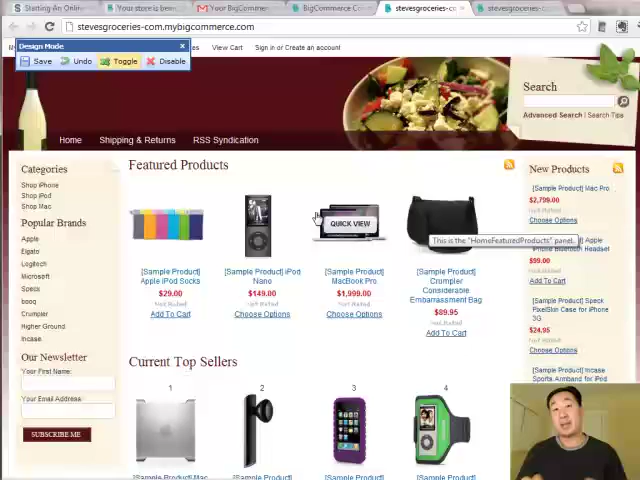 Starting An Onlin
Your store is bein
Your BigCommer
BigCommerce Co
stevesgroceries-com
stevesgroceries-com
stevesgroceries-com.mybigcommerce.com
Design Mode
Save
Undo
Toggle
Disable
View Cart
Sign in or Create an account
Search
Advanced Search | Search Tips
Home
Shipping & Returns
RSS Syndication
Categories
Shop iPhone
Shop iPod
Shop Mac
Popular Brands
Apple
Elgato
Logitech
Microsoft
Speck
booq
Crumpler
Higher Ground
Incase
Our Newsletter
Your First Name:
Your Email Address:
SUBSCRIBE ME
Featured Products
QUICK VIEW
This is the "HomeFeaturedProducts" panel.
[Sample Product]
Apple iPod Socks
$29.00
Not Rated
Add To Cart
[Sample Product] iPod
Nano
$149.00
Not Rated
Choose Options
[Sample Product]
MacBook Pro
$1,999.00
Not Rated
Choose Options
[Sample Product]
Crumpler
Considerable
Embarrassment Bag
$89.95
Not Rated
Add To Cart
Current Top Sellers
1
2
3
4
[Sample Product] Mac
[Sample Product]
[Sample Product]
[Sample Product]
New Products
[Sample Product] Mac Pro
$2,799.00
Not Rated
Choose Options
Apple
iPhone Bluetooth Headset
$99.00
Not Rated
Add To Cart
[Sample Product] Speck
PixelSkin Case for iPhone
3G
$24.95
Not Rated
Choose Options
[Sample Product] Incase
Sports Armband for iPod